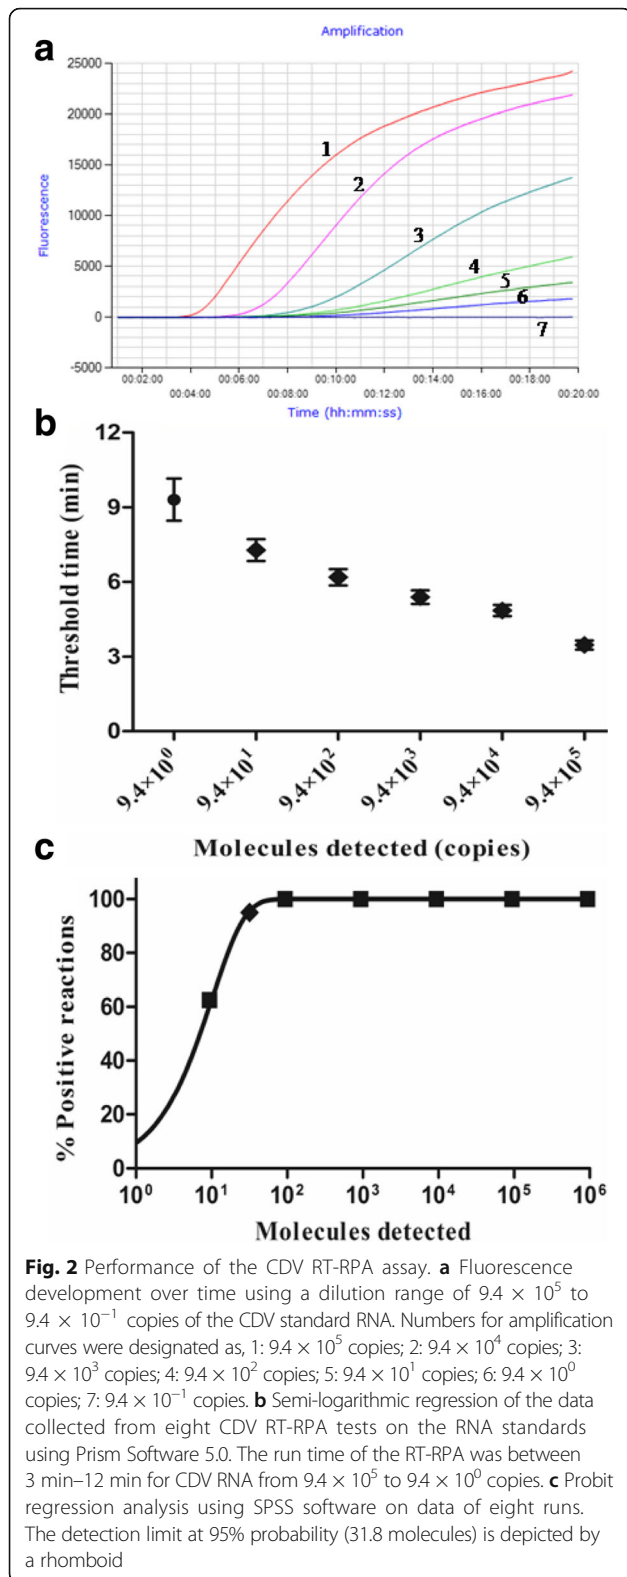 a
Amplification
25000
20000
15000
10000
5000
0
-5000
Fluorescence
1
2
3
4
5
6
7
00:02:00 00:06:00 00:10:00 00:14:00 00:18:00
00:04:00 00:08:00 00:12:00 00:16:00 00:20:00
Time (hh:mm:ss)
b
12
9
6
3
0
Threshold time (min)
9.4×10⁰ 9.4×10¹ 9.4×10² 9.4×10³ 9.4×10⁴ 9.4×10⁵
Molecules detected (copies)
c
100
80
60
40
20
0
% Positive reactions
10⁰ 10¹ 10² 10³ 10⁴ 10⁵ 10⁶
Molecules detected
Fig. 2 Performance of the CDV RT-RPA assay. a Fluorescence
development over time using a dilution range of 9.4 × 10⁵ to
9.4 × 10⁻¹ copies of the CDV standard RNA. Numbers for amplification
curves were designated as, 1: 9.4 × 10⁵ copies; 2: 9.4 × 10⁴ copies; 3:
9.4 × 10³ copies; 4: 9.4 × 10² copies; 5: 9.4 × 10¹ copies; 6: 9.4 × 10⁰
copies; 7: 9.4 × 10⁻¹ copies. b Semi-logarithmic regression of the data
collected from eight CDV RT-RPA tests on the RNA standards
using Prism Software 5.0. The run time of the RT-RPA was between
3 min–12 min for CDV RNA from 9.4 × 10⁵ to 9.4 × 10⁰ copies. c Probit
regression analysis using SPSS software on data of eight runs.
The detection limit at 95% probability (31.8 molecules) is depicted by
a rhomboid